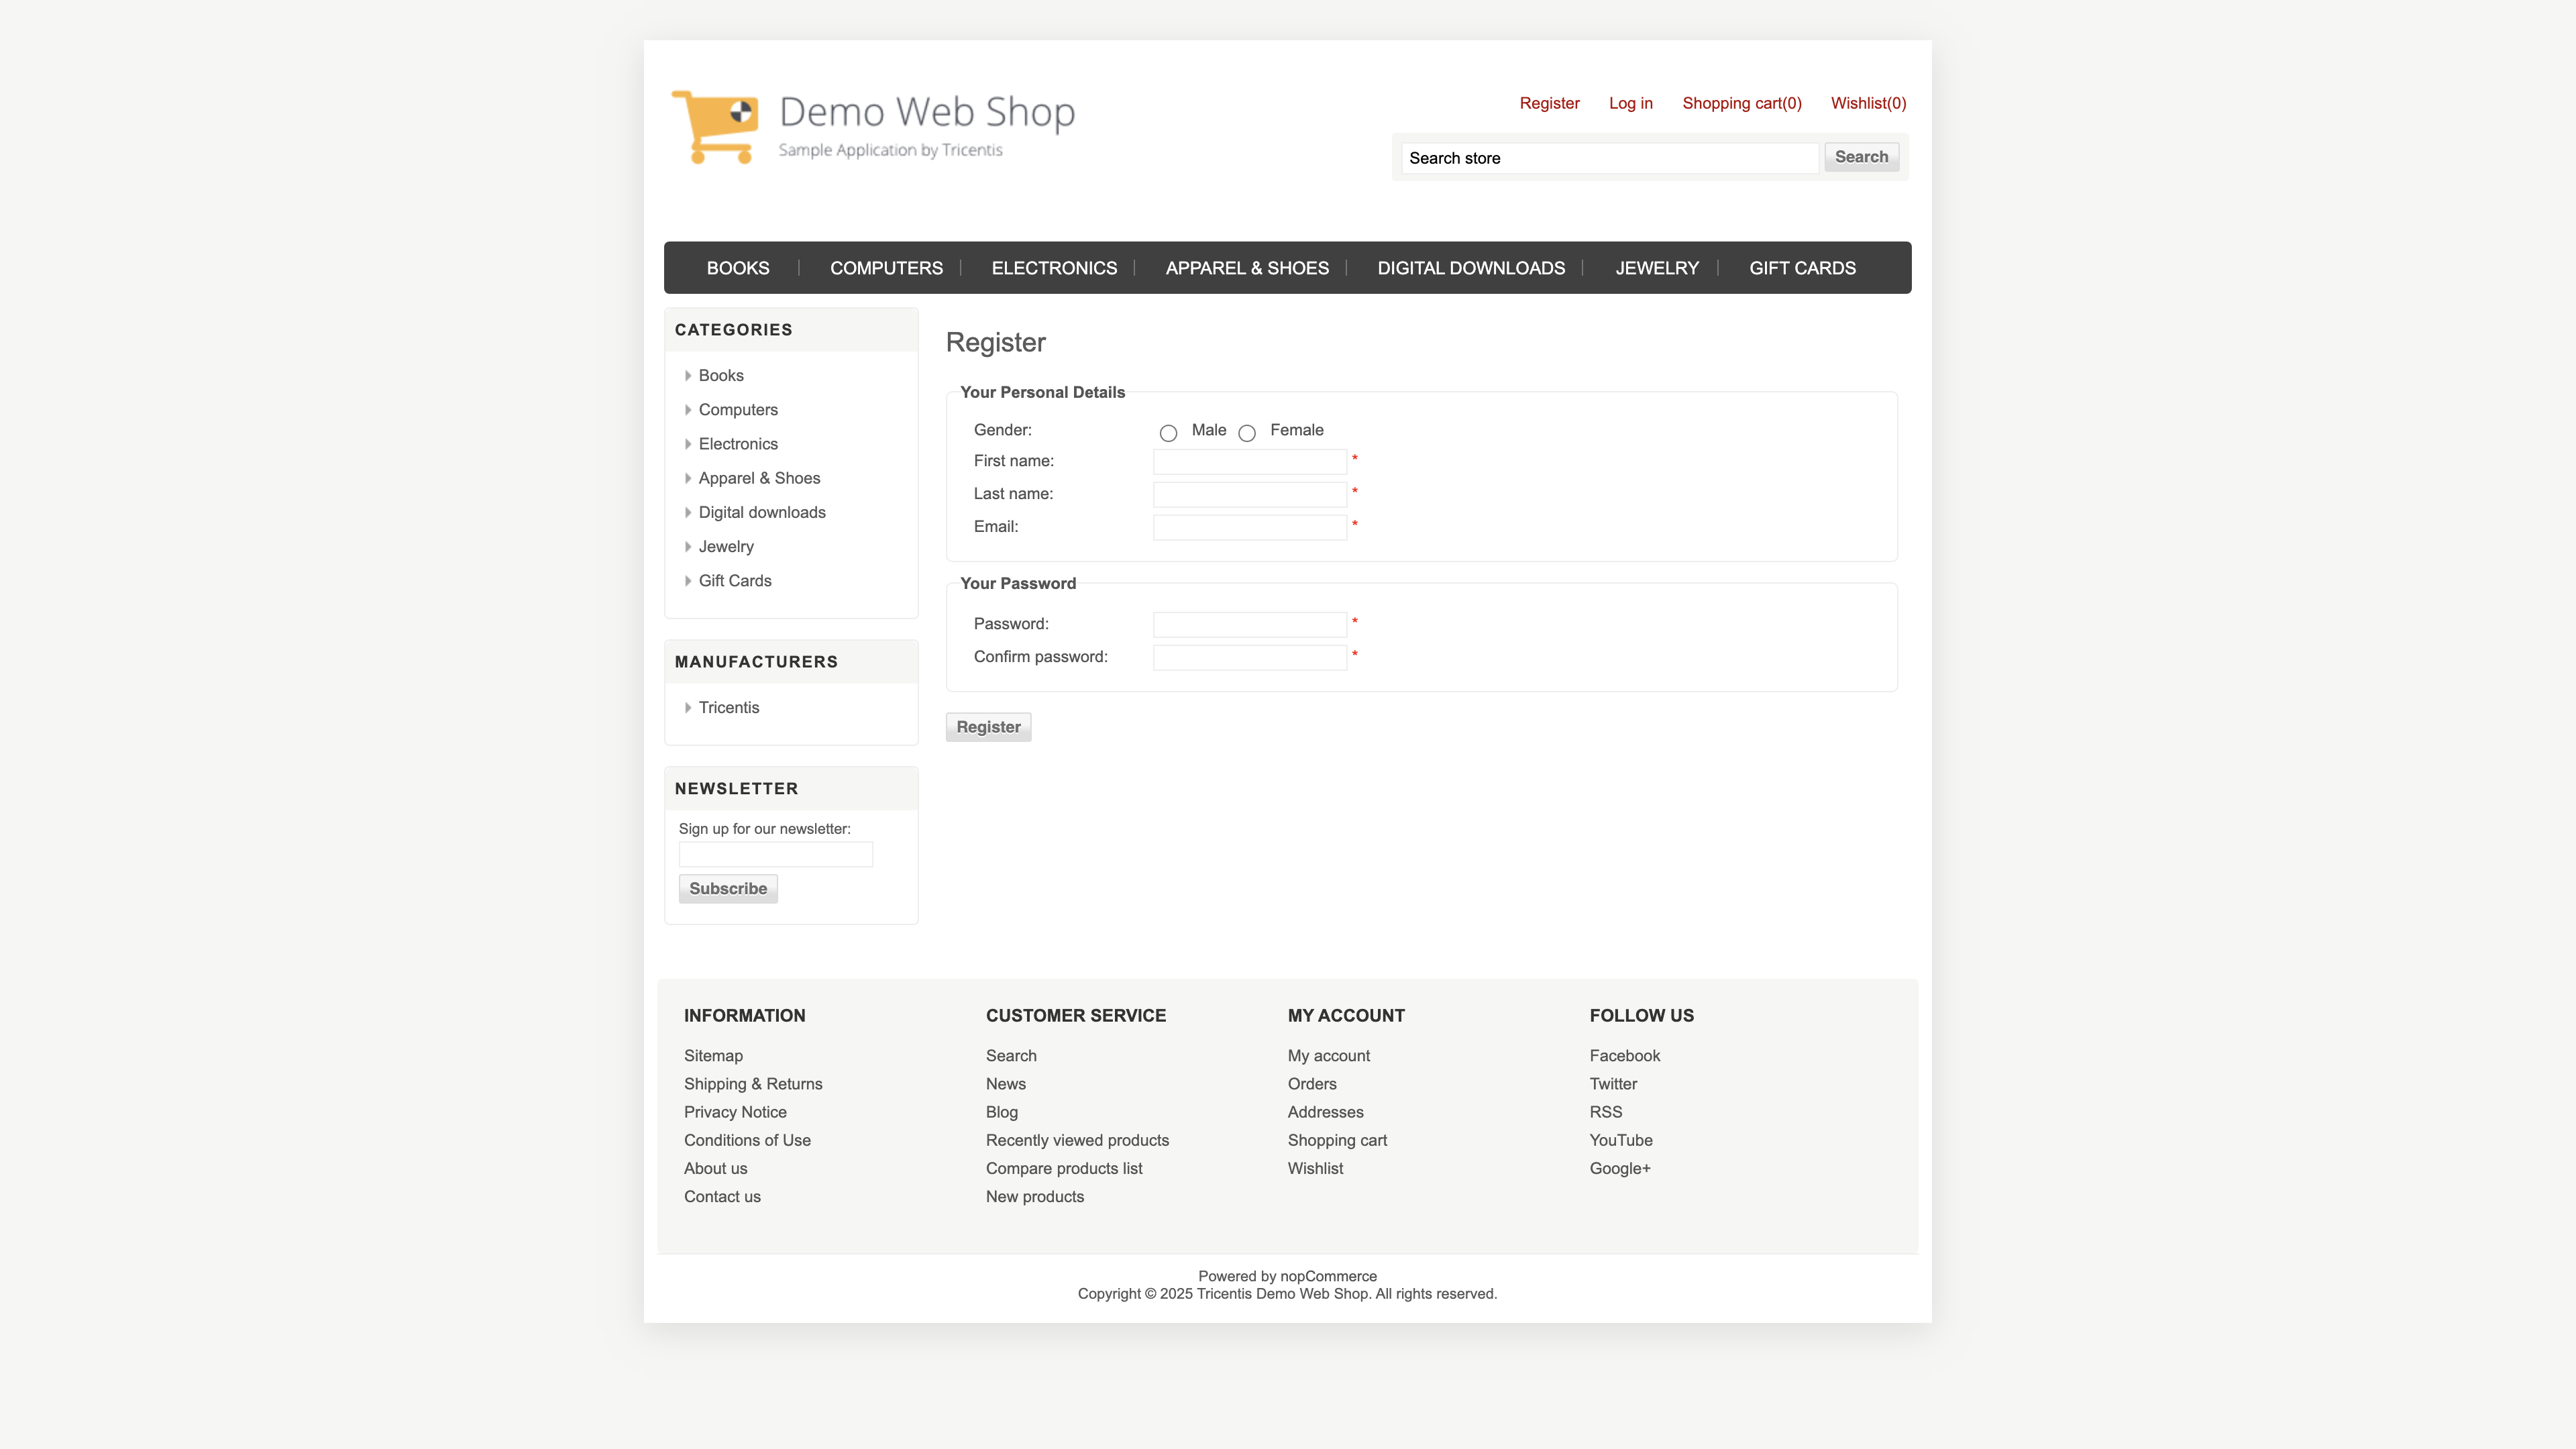 Demo Web Shop
Sample Application by Tricentis
Register Log in Shopping cart(0) Wishlist(0)
Search store Search
BOOKS COMPUTERS ELECTRONICS APPAREL & SHOES DIGITAL DOWNLOADS JEWELRY GIFT CARDS
CATEGORIES
Books
Computers
Electronics
Apparel & Shoes
Digital downloads
Jewelry
Gift Cards
MANUFACTURERS
Tricentis
NEWSLETTER
Sign up for our newsletter:
Subscribe
Register
Your Personal Details
Gender: Male Female
First name: *
Last name: *
Email: *
Your Password
Password: *
Confirm password: *
Register
INFORMATION
Sitemap
Shipping & Returns
Privacy Notice
Conditions of Use
About us
Contact us
CUSTOMER SERVICE
Search
News
Blog
Recently viewed products
Compare products list
New products
MY ACCOUNT
My account
Orders
Addresses
Shopping cart
Wishlist
FOLLOW US
Facebook
Twitter
RSS
YouTube
Google+
Powered by nopCommerce
Copyright © 2025 Tricentis Demo Web Shop. All rights reserved.